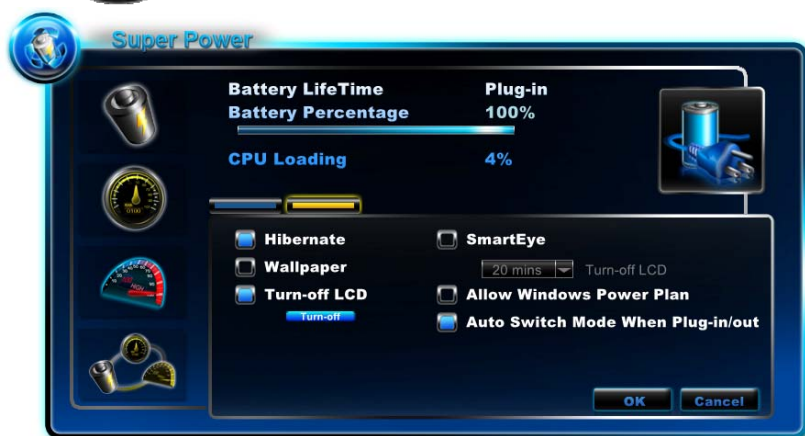 Super Power
Battery LifeTime Plug-in
Battery Percentage 100%
CPU Loading 4%
Hibernate
SmartEye
Wallpaper
20 mins Turn-off LCD
Turn-off LCD
Allow Windows Power Plan
Turn-off
Auto Switch Mode When Plug-in/out
OK Cancel